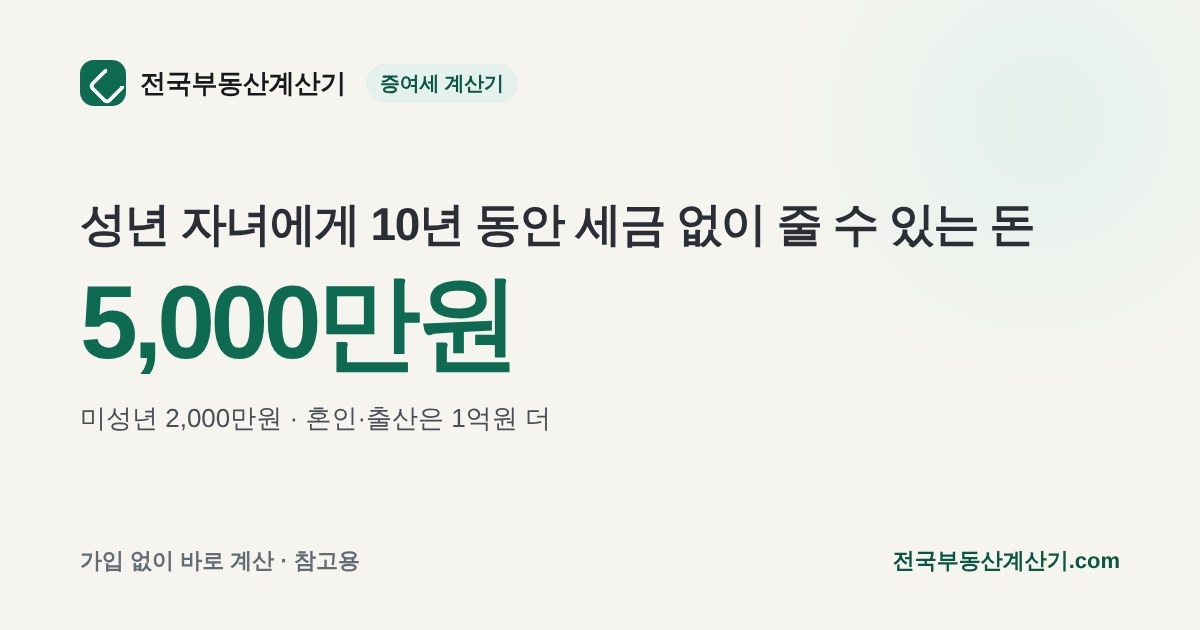 전국부동산계산기 증여세 계산기
성년 자녀에게 10년 동안 세금 없이 줄 수 있는 돈
5,000만원
미성년 2,000만원 · 혼인·출산은 1억원 더
가입 없이 바로 계산 · 참고용
전국부동산계산기.com